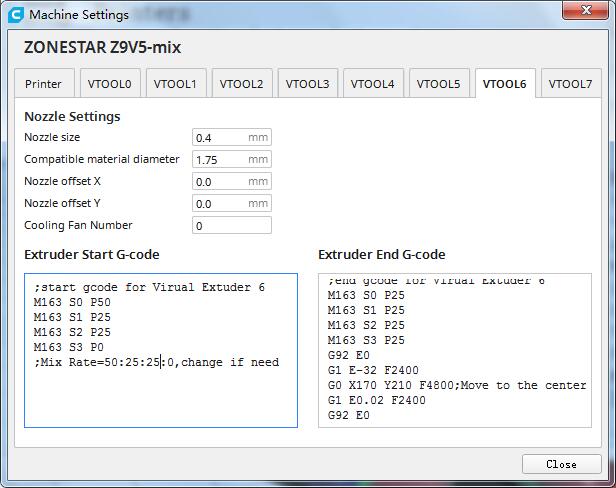 Machine Settings
ZONESTAR Z9V5-mix
Printer VTOOL0 VTOOL1 VTOOL2 VTOOL3 VTOOL4 VTOOL5 VTOOL6 VTOOL7
Nozzle Settings
Nozzle size 0.4 mm
Compatible material diameter 1.75 mm
Nozzle offset X 0.0 mm
Nozzle offset Y 0.0 mm
Cooling Fan Number 0
Extruder Start G-code
;start gcode for Virual Extuder 6
M163 S0 P50
M163 S1 P25
M163 S2 P25
M163 S3 P0
;Mix Rate=50:25:25:0,change if need
Extruder End G-code
;end gcode for Virual Extuder 6
M163 S0 P25
M163 S1 P25
M163 S2 P25
M163 S3 P25
G92 E0
G1 E-32 F2400
G0 X170 Y210 F4800;Move to the center
G1 E0.02 F2400
G92 E0
Close